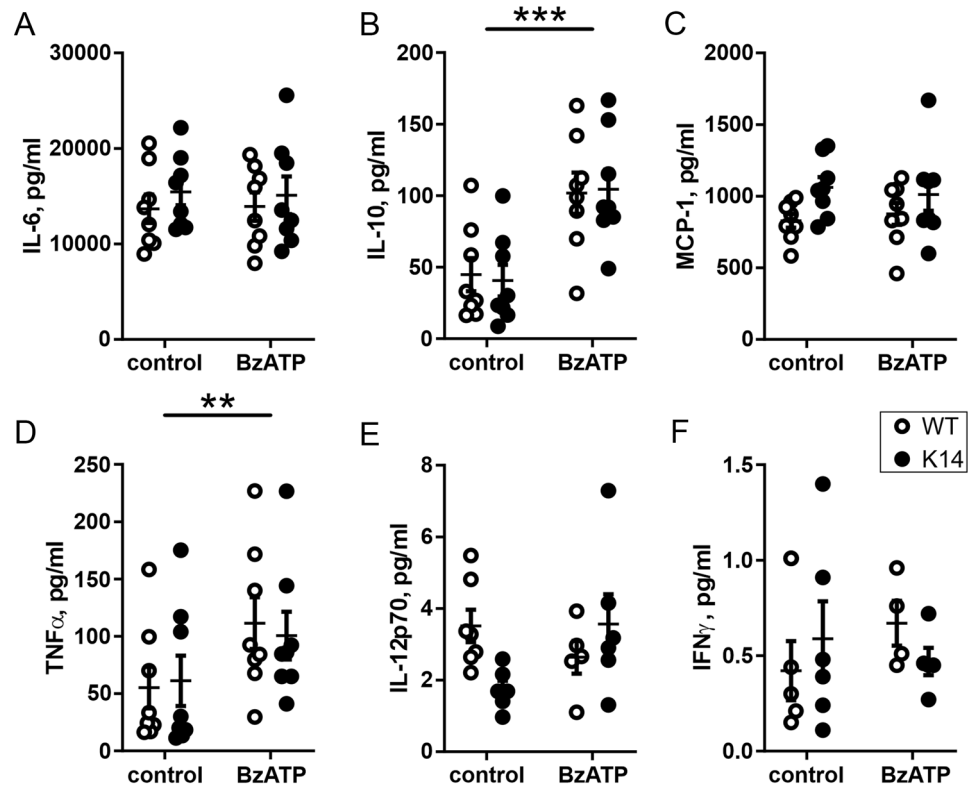 A
IL-6, pg/ml
30000
20000
10000
0
control
BzATP
B
***
IL-10, pg/ml
200
150
100
50
0
control
BzATP
C
MCP-1, pg/ml
2000
1500
1000
500
0
control
BzATP
D
**
TNFα, pg/ml
250
200
150
100
50
0
control
BzATP
E
IL-12p70, pg/ml
8
6
4
2
0
control
BzATP
F
WT
K14
IFNγ, pg/ml
1.5
1.0
0.5
0.0
control
BzATP